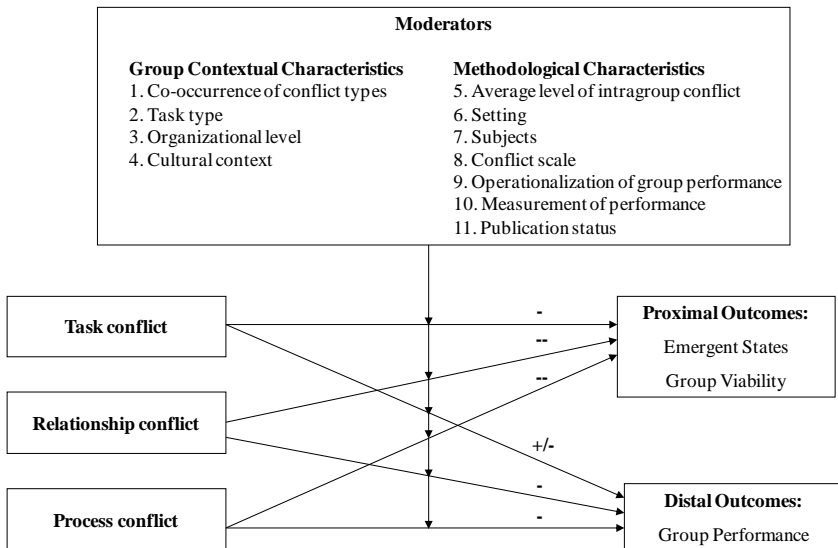 Moderators
Group Contextual Characteristics
1. Co-occurrence of conflict types
2. Task type
3. Organizational level
4. Cultural context
Methodological Characteristics
5. Average level of intragroup conflict
6. Setting
7. Subjects
8. Conflict scale
9. Operationalization of group performance
10. Measurement of performance
11. Publication status
Task conflict
Relationship conflict
Process conflict
-
--
--
+/-
-
-
Proximal Outcomes:
Emergent States
Group Viability
Distal Outcomes:
Group Performance